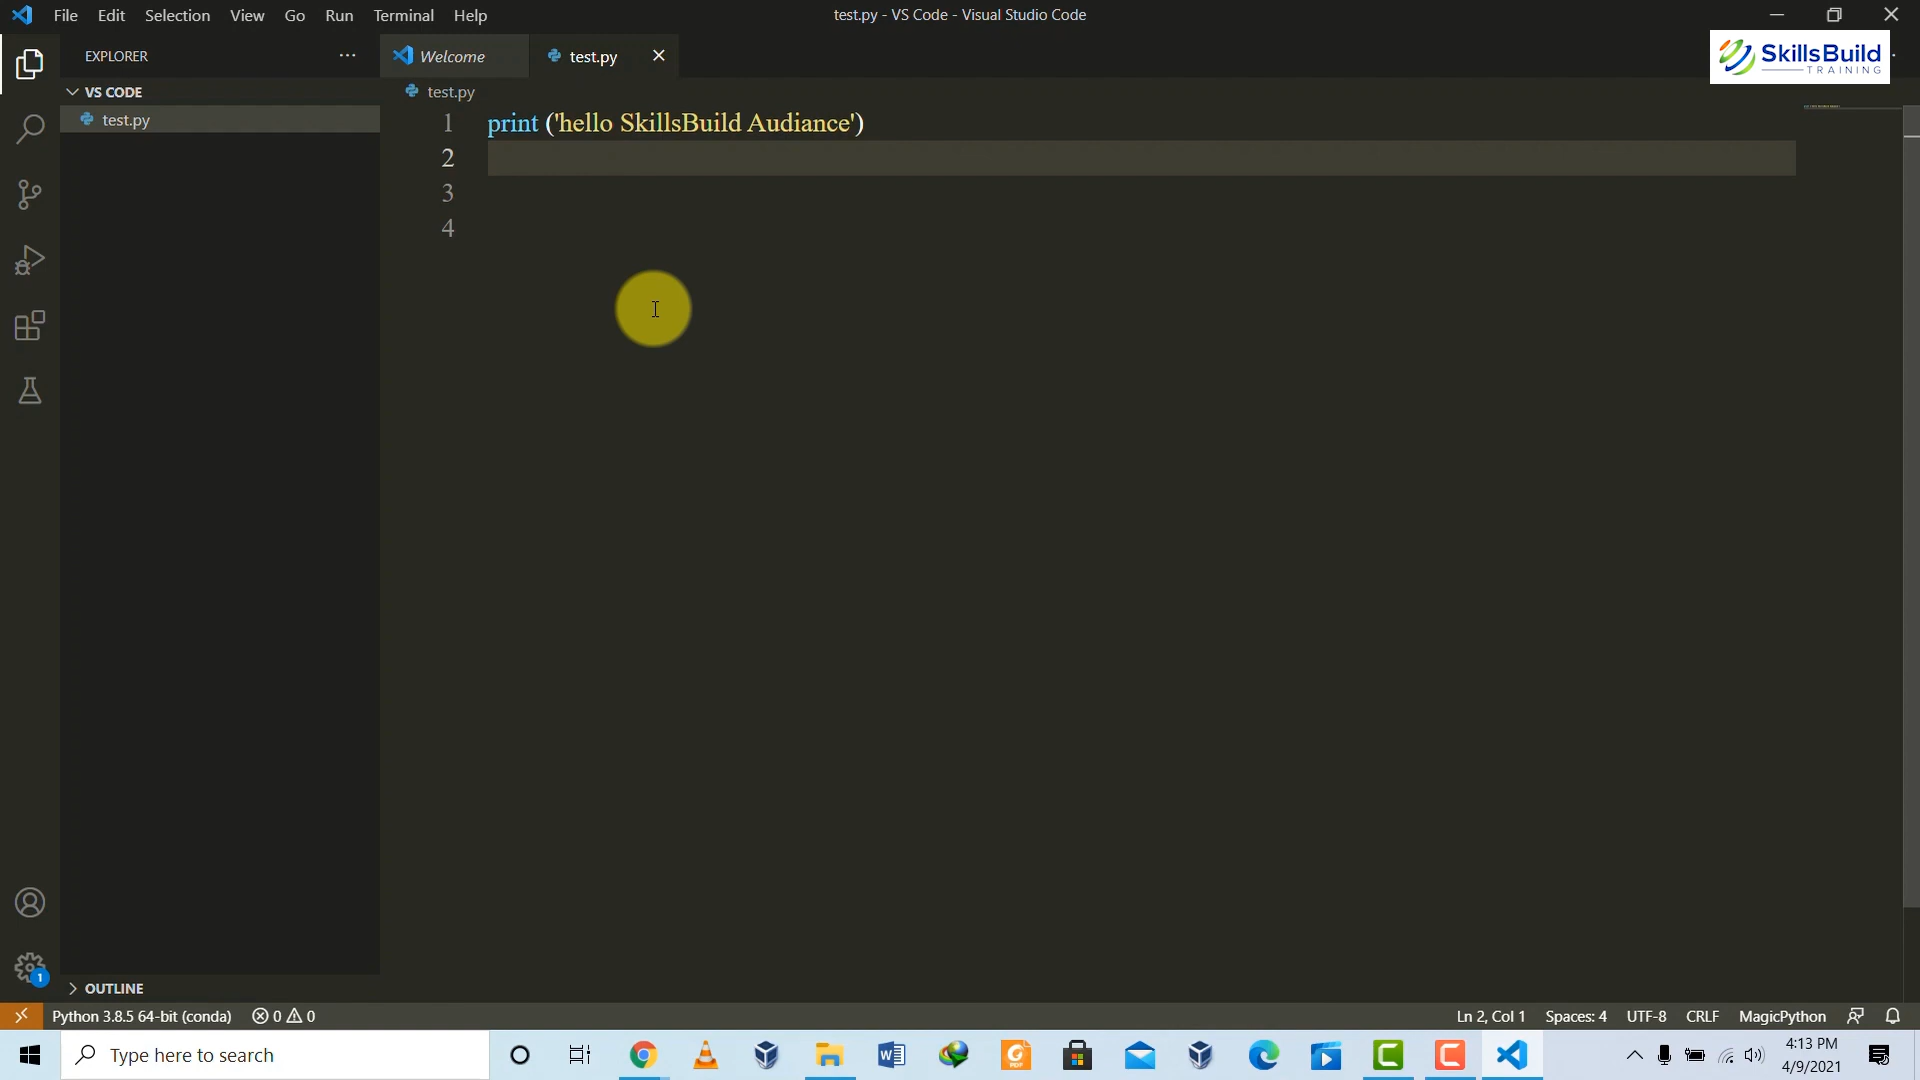 File Edit Selection View Go Run Terminal Help
test.py - VS Code - Visual Studio Code
EXPLORER
Welcome
test.py
SkillsBuild
TRAINING
VS CODE
test.py
test.py
1 print ('hello SkillsBuild Audiance')
2
3
4
OUTLINE
1
Python 3.8.5 64-bit (conda) 0 0
Ln 2, Col 1 Spaces: 4 UTF-8 CRLF MagicPython
Type here to search
PDF
4:13 PM
4/9/2021